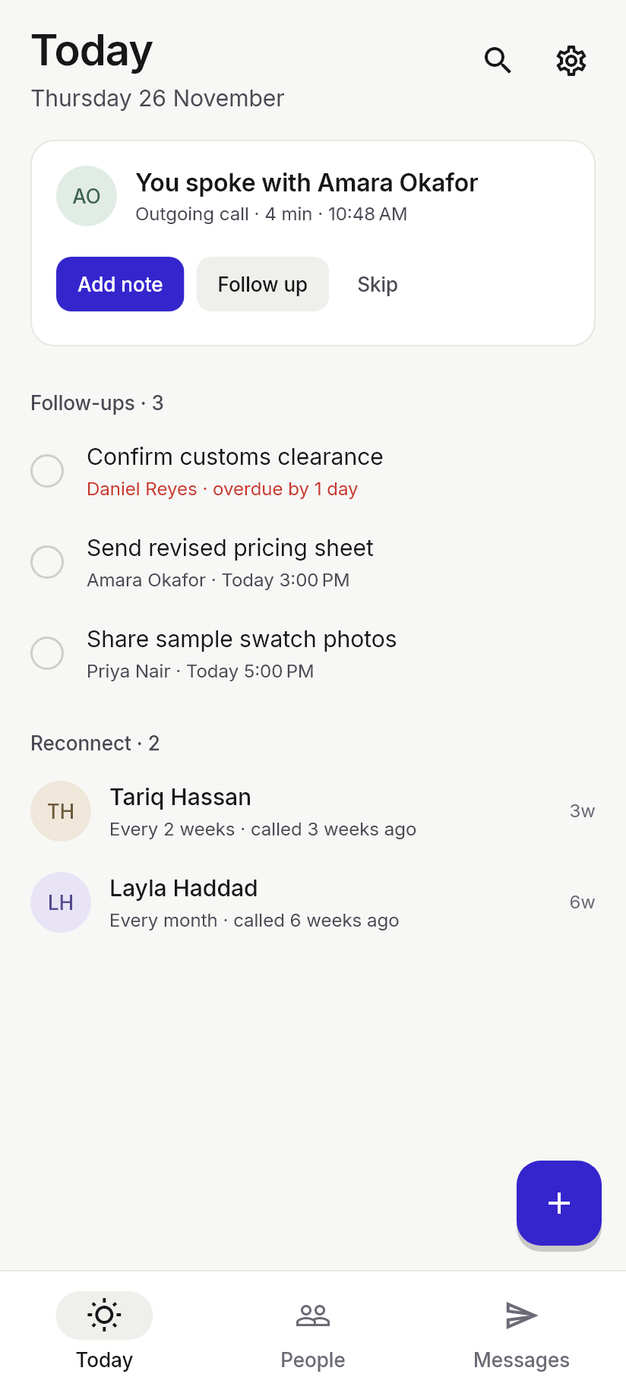 Today
Thursday 26 November
AO
You spoke with Amara Okafor
Outgoing call · 4 min · 10:48 AM
Add note
Follow up
Skip
Follow-ups · 3
Confirm customs clearance
Daniel Reyes · overdue by 1 day
Send revised pricing sheet
Amara Okafor · Today 3:00 PM
Share sample swatch photos
Priya Nair · Today 5:00 PM
Reconnect · 2
TH
Tariq Hassan
Every 2 weeks · called 3 weeks ago
3w
LH
Layla Haddad
Every month · called 6 weeks ago
6w
Today
People
Messages